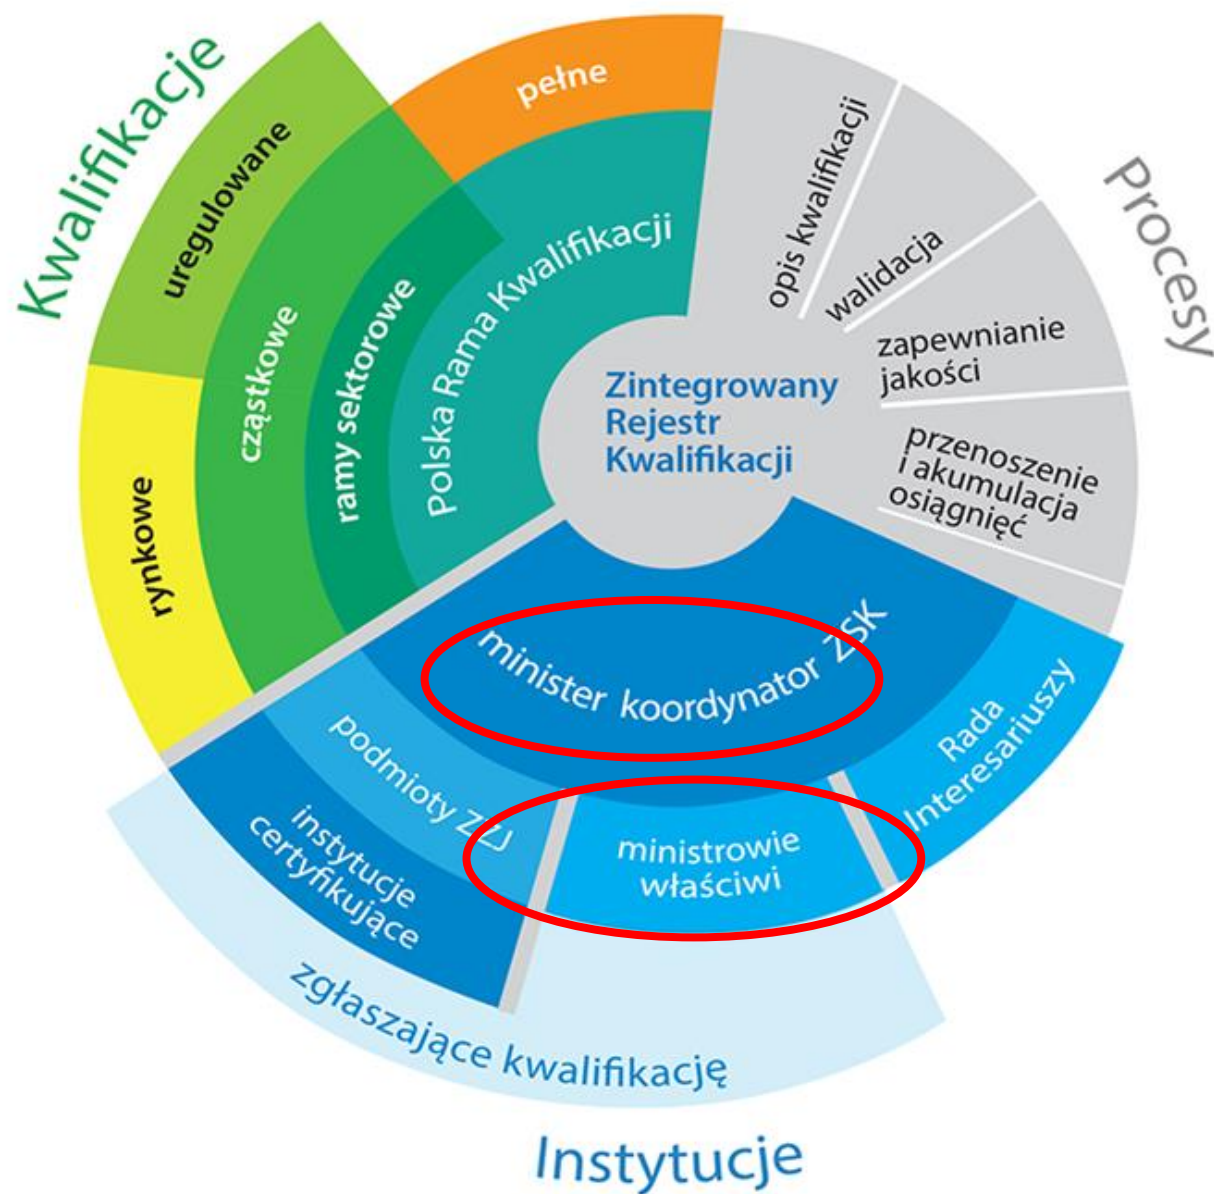 Kwalifikacje
pełne
uregulowane
cząstkowe
rynkowe
ramy sektorowe
Polska Rama Kwalifikacji
Procesy
opis kwalifikacji
walidacja
zapewnianie
jakości
przenoszenie
i akumulacja
osiągnięć
Zintegrowany
Rejestr
Kwalifikacji
minister koordynator ZSK
Rada
Interesariuszy
podmioty ZZJ
ministrowie
właściwi
instytucje
certyfikujące
zgłaszające kwalifikację
Instytucje